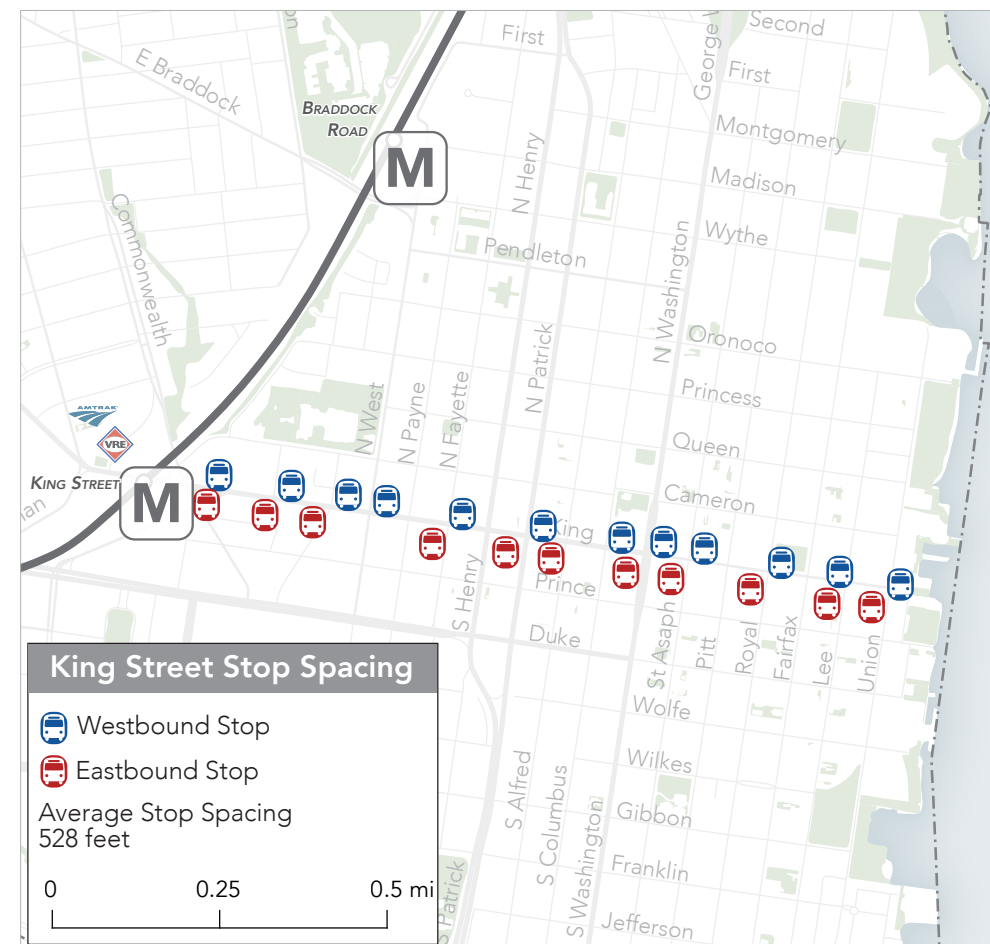 Second
First
George
First
E Braddock
BRADDOCK
ROAD
M
Montgomery
Madison
N Henry
Wythe
Pendleton
Commonwealth
N Washington
Oronoco
N Patrick
Princess
N West
N Payne
N Fayette
Queen
AMTRAK
VRE
KING STREET
M
Cameron
King
Prince
S Henry
Duke
St Asaph
Pitt
Royal
Fairfax
Lee
Union
Wolfe
Wilkes
S Alfred
S Columbus
S Washington
Gibbon
Franklin
S Patrick
Jefferson
King Street Stop Spacing
Westbound Stop
Eastbound Stop
Average Stop Spacing
528 feet
0 0.25 0.5 mi